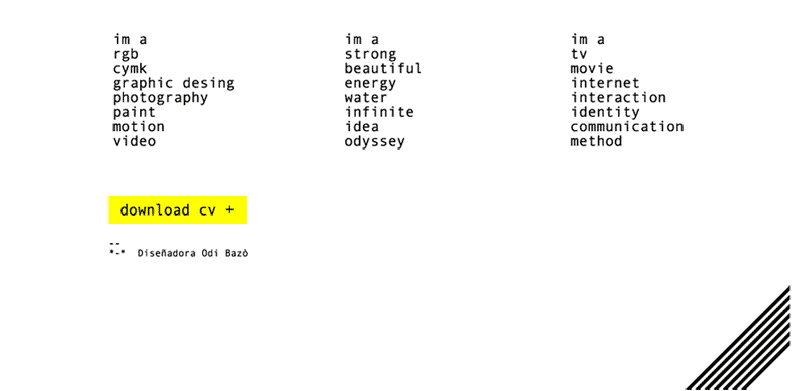 im a
rgb
cymk
graphic desing
photography
paint
motion
video
im a
strong
beautiful
energy
water
infinite
idea
odyssey
im a
tv
movie
internet
interaction
identity
communication
method
download cv +
--
*-* Diseñadora Odi Bazò